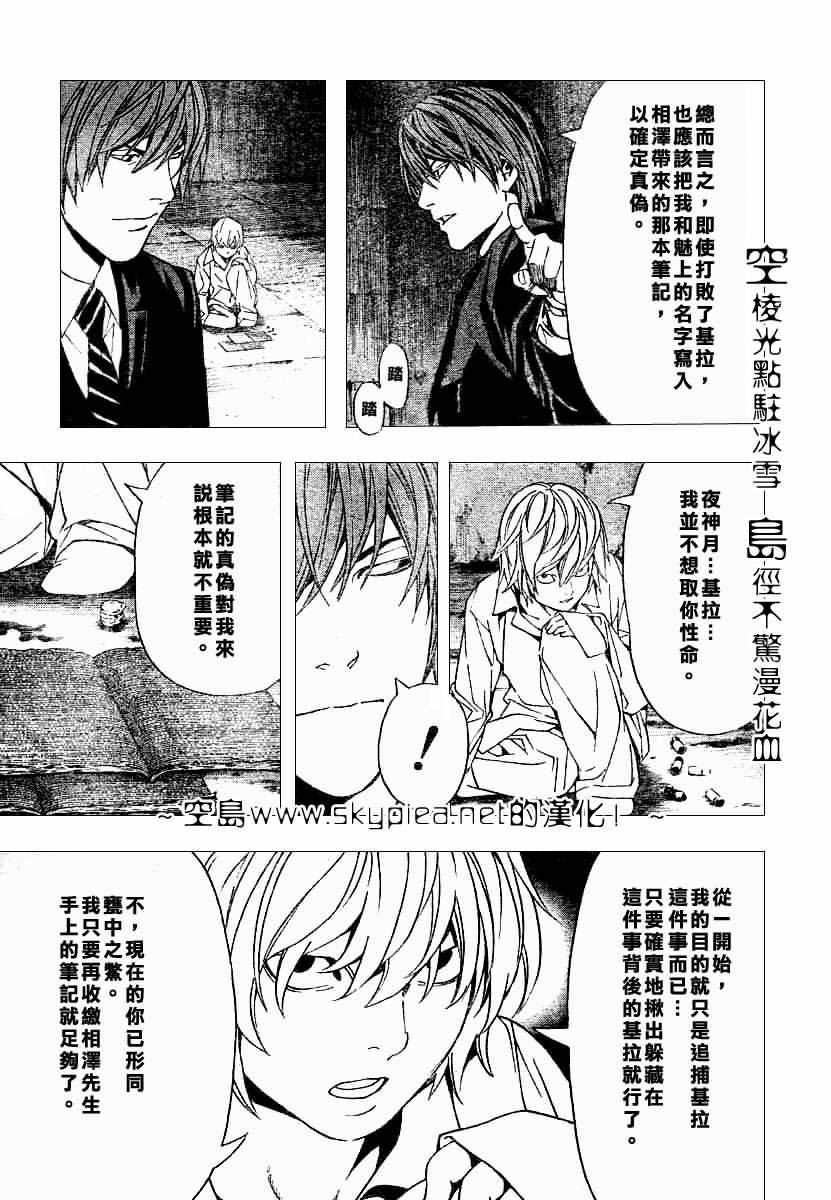 總而言之，即使打敗了基拉，
也應該把我和魅上的名字寫入
相澤帶來的那本筆記，
以確定真偽。
踏
踏
夜神月…基拉…
我並不想取你性命。
！
筆記的真偽對我來
說根本就不重要。
從一開始，
我的目的就只是追捕基拉
這件事而已…
只要確實地揪出躲藏在
這件事背後的基拉就行了。
不，現在的你已形同
甕中之鱉。
我只要再收繳相澤先生
手上的筆記就足夠了。
空棱光點駐冰雪—島徑不驚漫花血
~ 空島www.skypiea.net的漢化！ ~